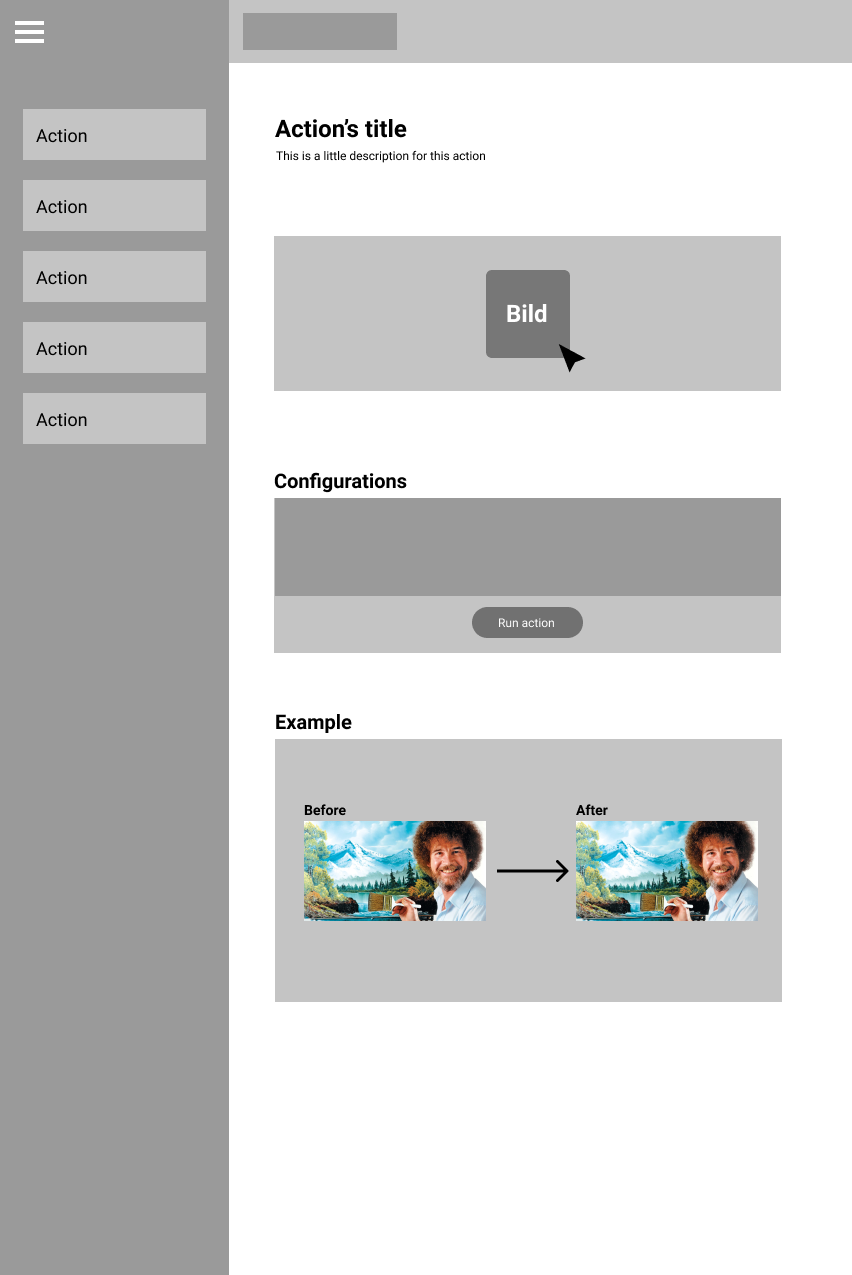 Action
Action
Action
Action
Action
Action’s title
This is a little description for this action
Bild
Configurations
Run action
Example
Before
After